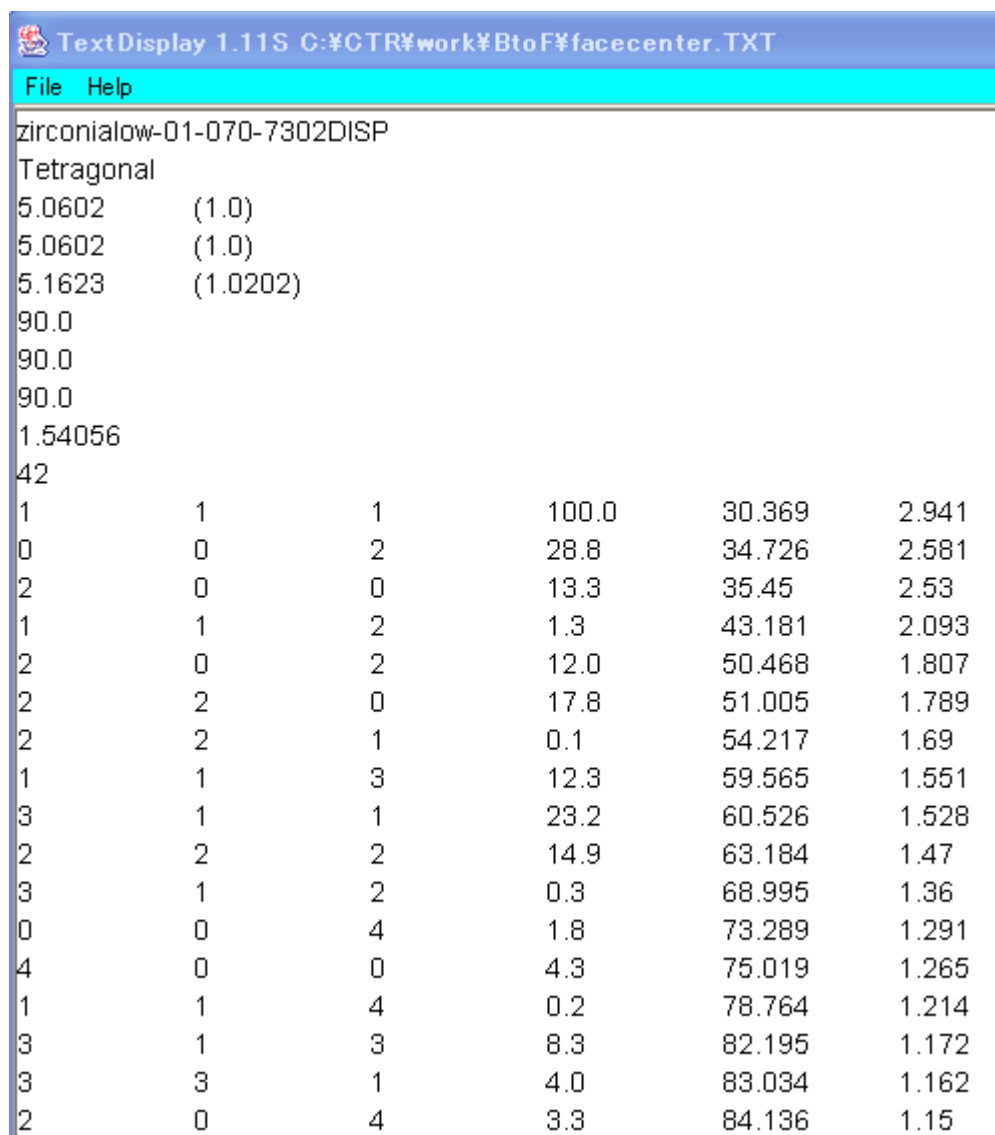 TextDisplay 1.11S C:¥CTR¥work¥BtoF¥facecenter.TXT
File Help
zirconialow-01-070-7302DISP
Tetragonal
5.0602 (1.0)
5.0602 (1.0)
5.1623 (1.0202)
90.0
90.0
90.0
1.54056
42
1 1 1 100.0 30.369 2.941
0 0 2 28.8 34.726 2.581
2 0 0 13.3 35.45 2.53
1 1 2 1.3 43.181 2.093
2 0 2 12.0 50.468 1.807
2 2 0 17.8 51.005 1.789
2 2 1 0.1 54.217 1.69
1 1 3 12.3 59.565 1.551
3 1 1 23.2 60.526 1.528
2 2 2 14.9 63.184 1.47
3 1 2 0.3 68.995 1.36
0 0 4 1.8 73.289 1.291
4 0 0 4.3 75.019 1.265
1 1 4 0.2 78.764 1.214
3 1 3 8.3 82.195 1.172
3 3 1 4.0 83.034 1.162
2 0 4 3.3 84.136 1.15